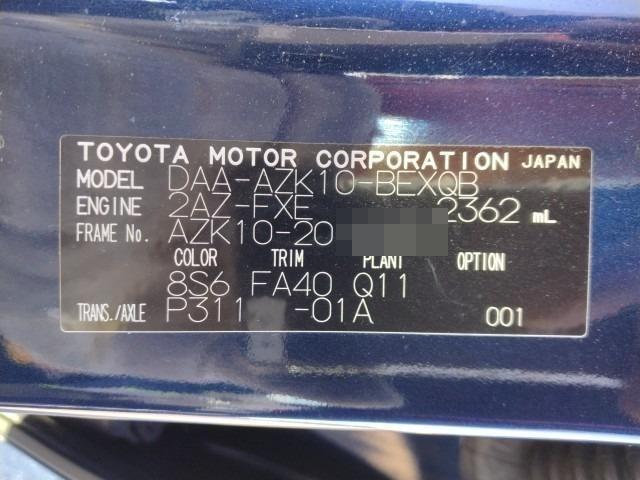 TOYOTA MOTOR CORPORATION JAPAN
MODEL DAA-AZK10-BEXQB
ENGINE 2AZ-FXE 2362 mL
FRAME No. AZK10-20
COLOR TRIM PLANT OPTION
8S6 FA40 Q11
TRANS./AXLE P311 -01A 001